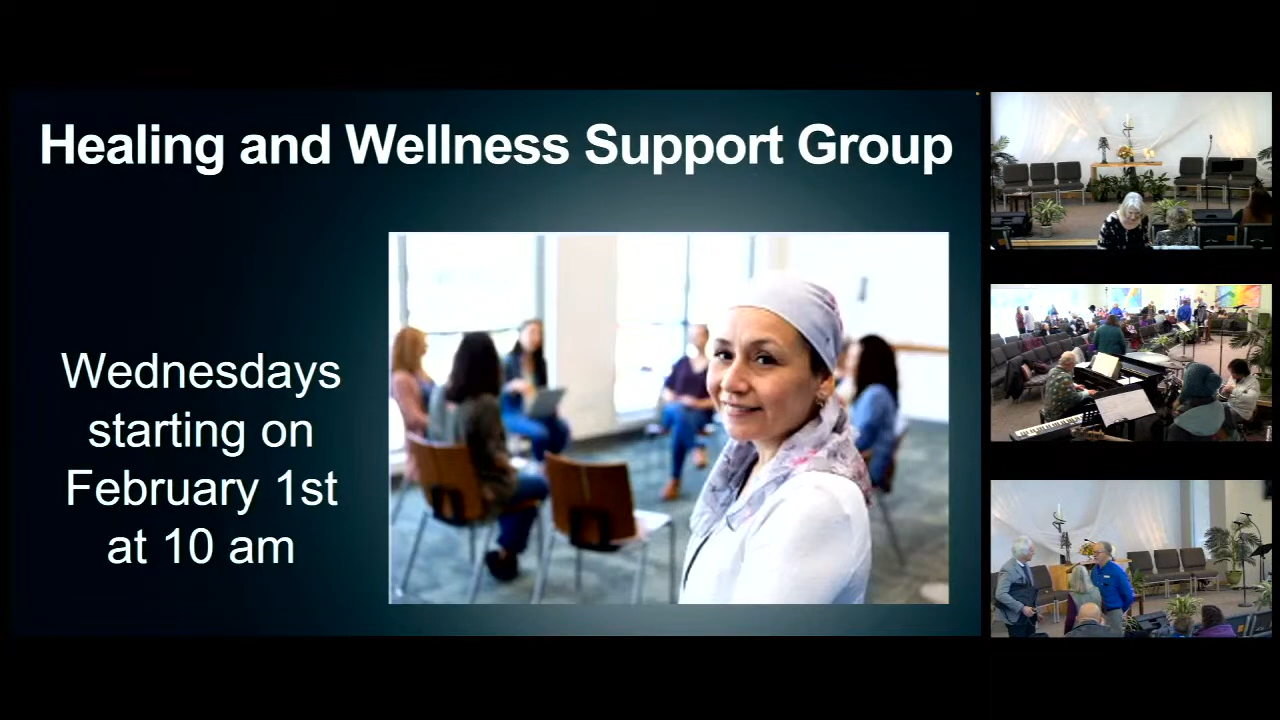 Healing and Wellness Support Group
Wednesdays
starting on
February 1st
at 10 am